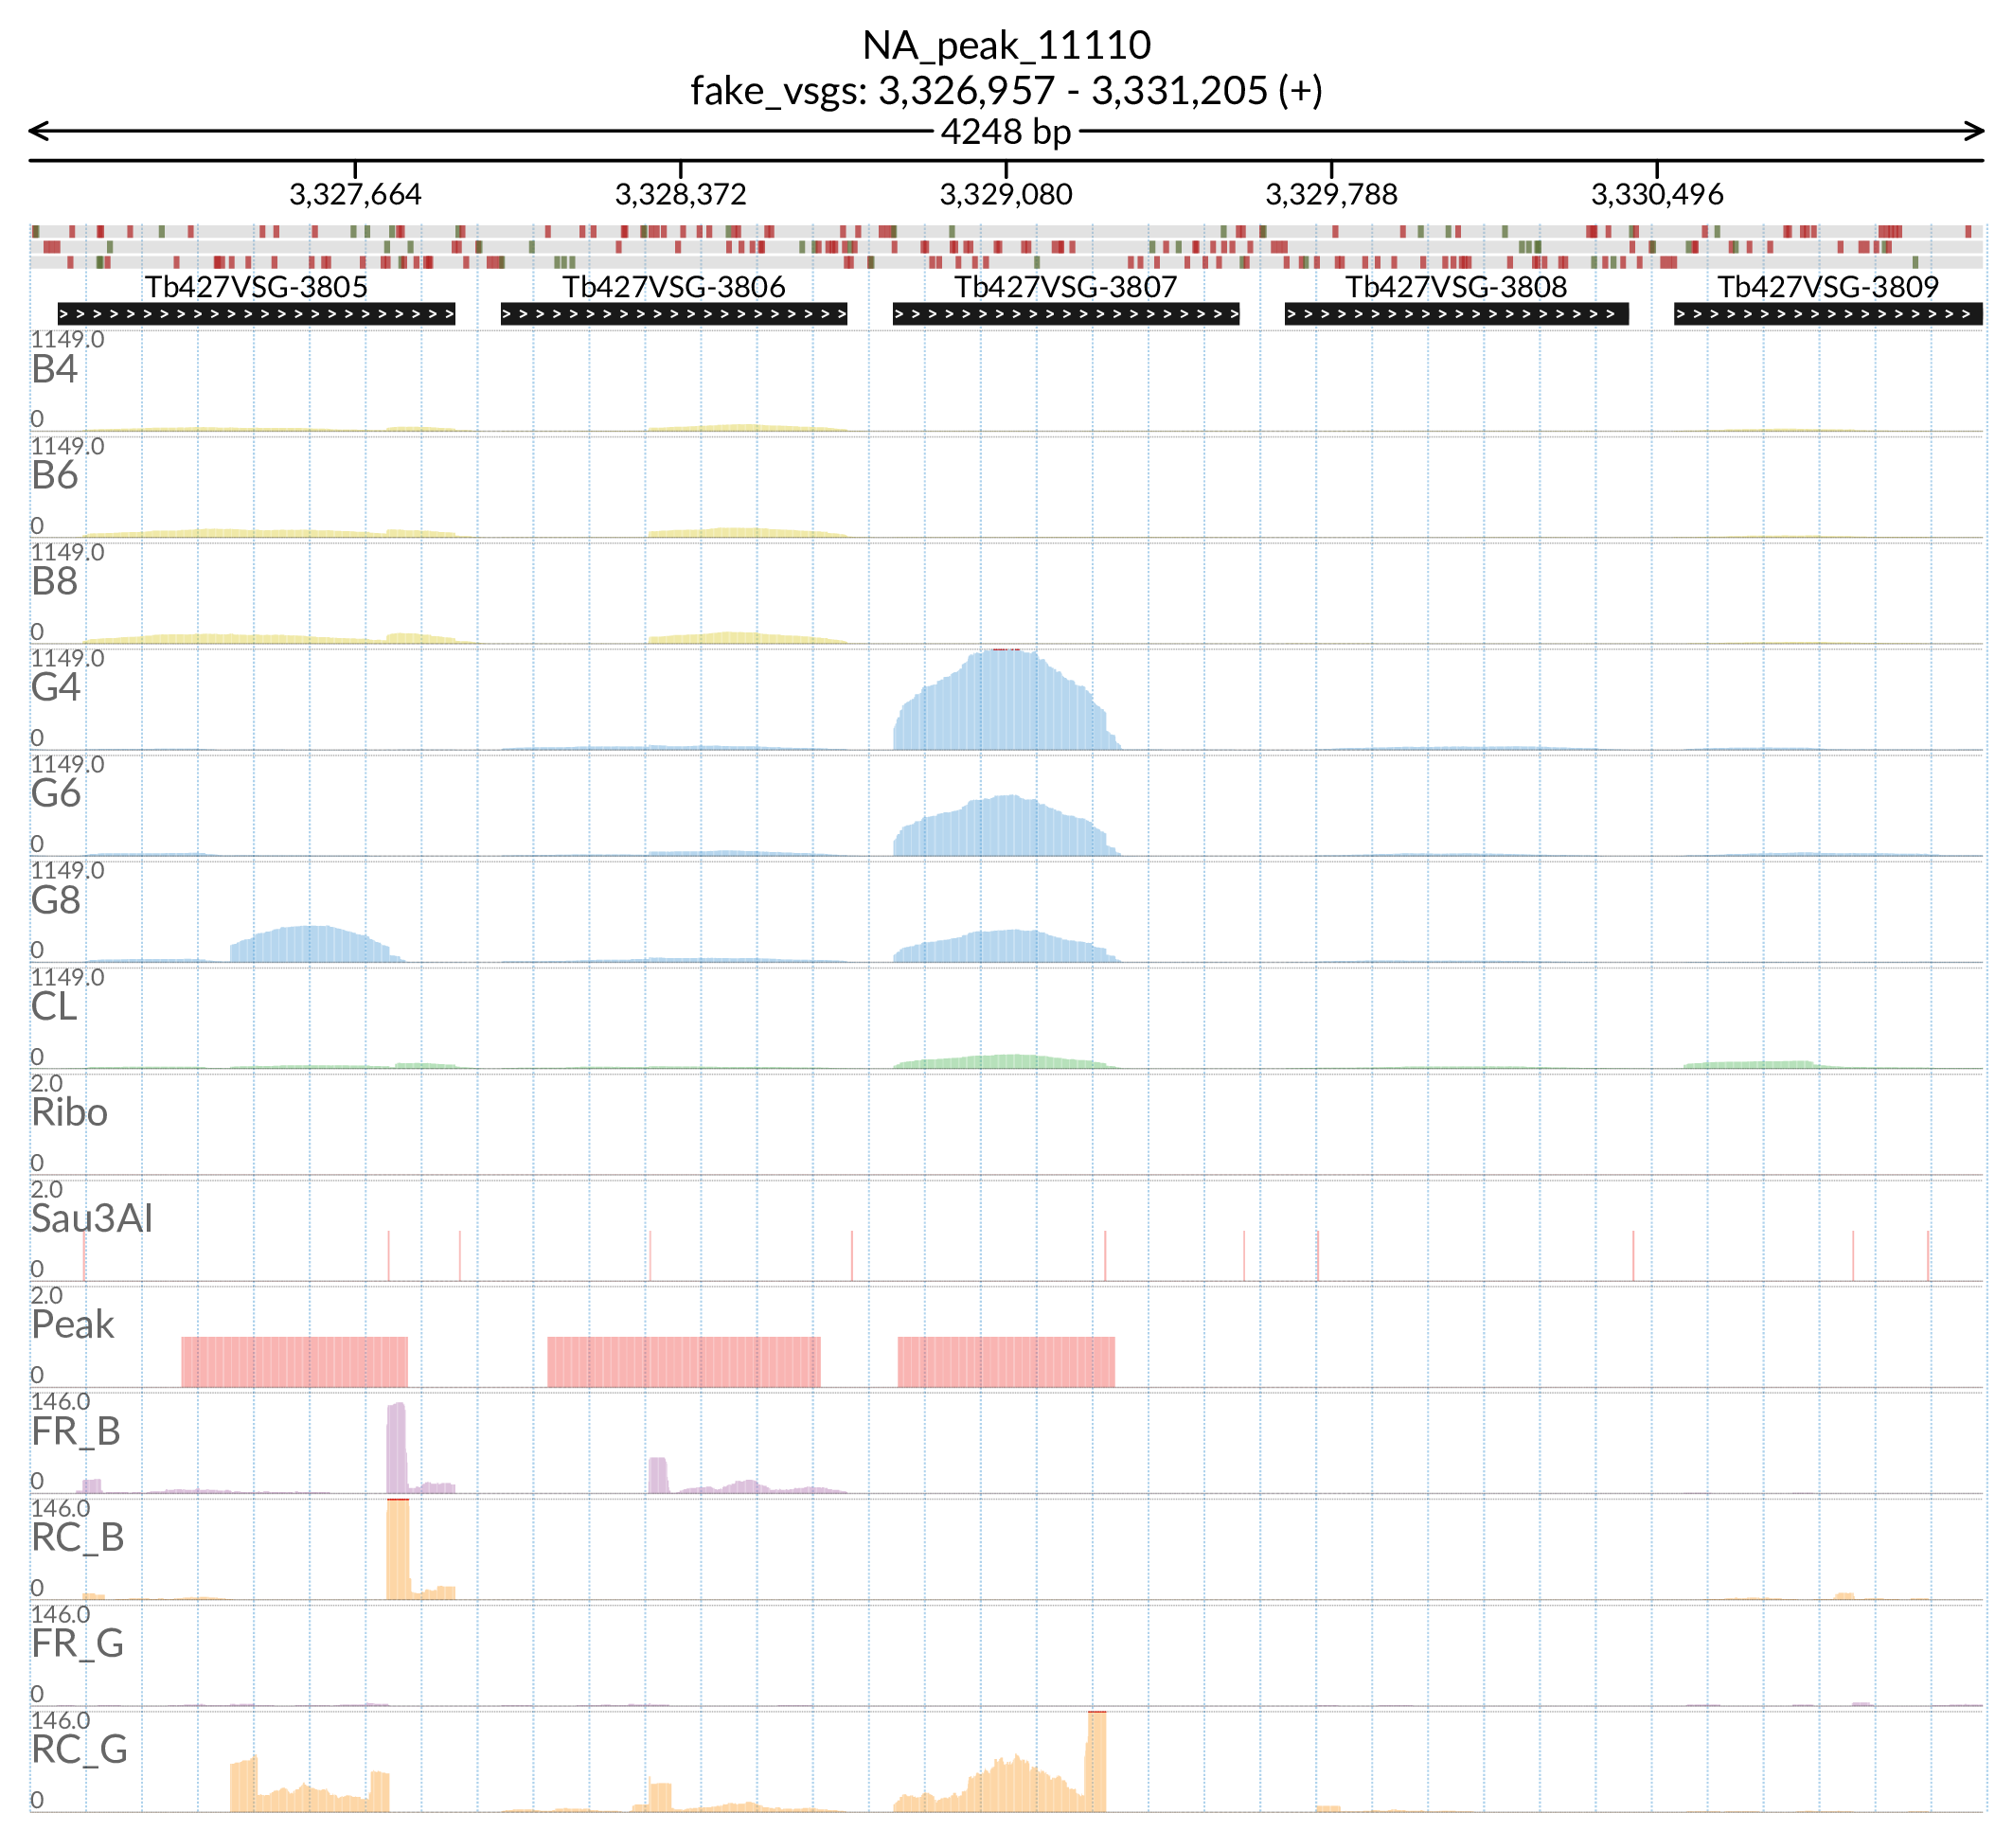 NA_peak_11110
fake_vsgs: 3,326,957 - 3,331,205 (+)
4248 bp
3,327,664 3,328,372 3,329,080 3,329,788 3,330,496
Tb427VSG-3805 Tb427VSG-3806 Tb427VSG-3807 Tb427VSG-3808 Tb427VSG-3809
1149.0
B4
0
1149.0
B6
0
1149.0
B8
0
1149.0
G4
0
1149.0
G6
0
1149.0
G8
0
1149.0
CL
0
2.0
Ribo
0
2.0
Sau3AI
0
2.0
Peak
0
146.0
FR_B
0
146.0
RC_B
0
146.0
FR_G
0
146.0
RC_G
0